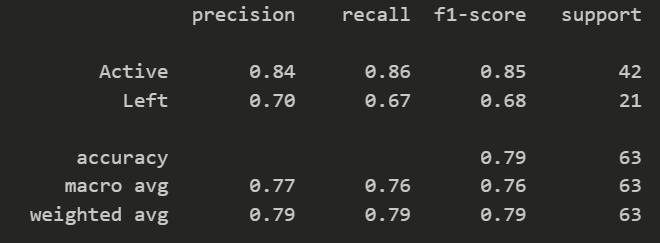 precision recall f1-score support
Active 0.84 0.86 0.85 42
Left 0.70 0.67 0.68 21
accuracy 0.79 63
macro avg 0.77 0.76 0.76 63
weighted avg 0.79 0.79 0.79 63